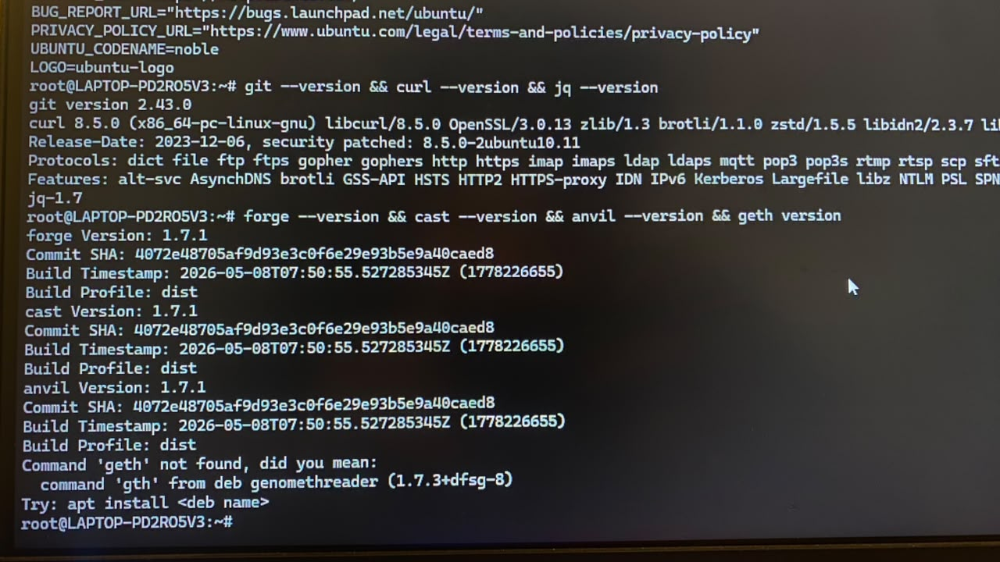 BUG_REPORT_URL="https://bugs.launchpad.net/ubuntu/"
PRIVACY_POLICY_URL="https://www.ubuntu.com/legal/terms-and-policies/privacy-policy"
UBUNTU_CODENAME=noble
LOGO=ubuntu-logo
root@LAPTOP-PD2RO5V3:~# git --version && curl --version && jq --version
git version 2.43.0
curl 8.5.0 (x86_64-pc-linux-gnu) libcurl/8.5.0 OpenSSL/3.0.13 zlib/1.3 brotli/1.1.0 zstd/1.5.5 libidn2/2.3.7
Release-Date: 2023-12-06, security patched: 8.5.0-2ubuntu10.11
Protocols: dict file ftp ftps gopher gophers http https imap imaps ldap ldaps mqtt pop3 pop3s rtmp rtsp scp
Features: alt-svc AsynchDNS brotli GSS-API HSTS HTTP2 HTTPS-proxy IDN IPv6 Kerberos Largefile libz NTLM PSL
jq-1.7
root@LAPTOP-PD2RO5V3:~# forge --version && cast --version && anvil --version && geth version
forge Version: 1.7.1
Commit SHA: 4072e48705af9d93e3c0f6e29e93b5e9a40caed8
Build Timestamp: 2026-05-08T07:50:55.527285345Z (1778226655)
Build Profile: dist
cast Version: 1.7.1
Commit SHA: 4072e48705af9d93e3c0f6e29e93b5e9a40caed8
Build Timestamp: 2026-05-08T07:50:55.527285345Z (1778226655)
Build Profile: dist
anvil Version: 1.7.1
Commit SHA: 4072e48705af9d93e3c0f6e29e93b5e9a40caed8
Build Timestamp: 2026-05-08T07:50:55.527285345Z (1778226655)
Build Profile: dist
Command 'geth' not found, did you mean:
command 'gth' from deb genomethreader (1.7.3+dfsg-8)
Try: apt install <deb name>
root@LAPTOP-PD2RO5V3:~#